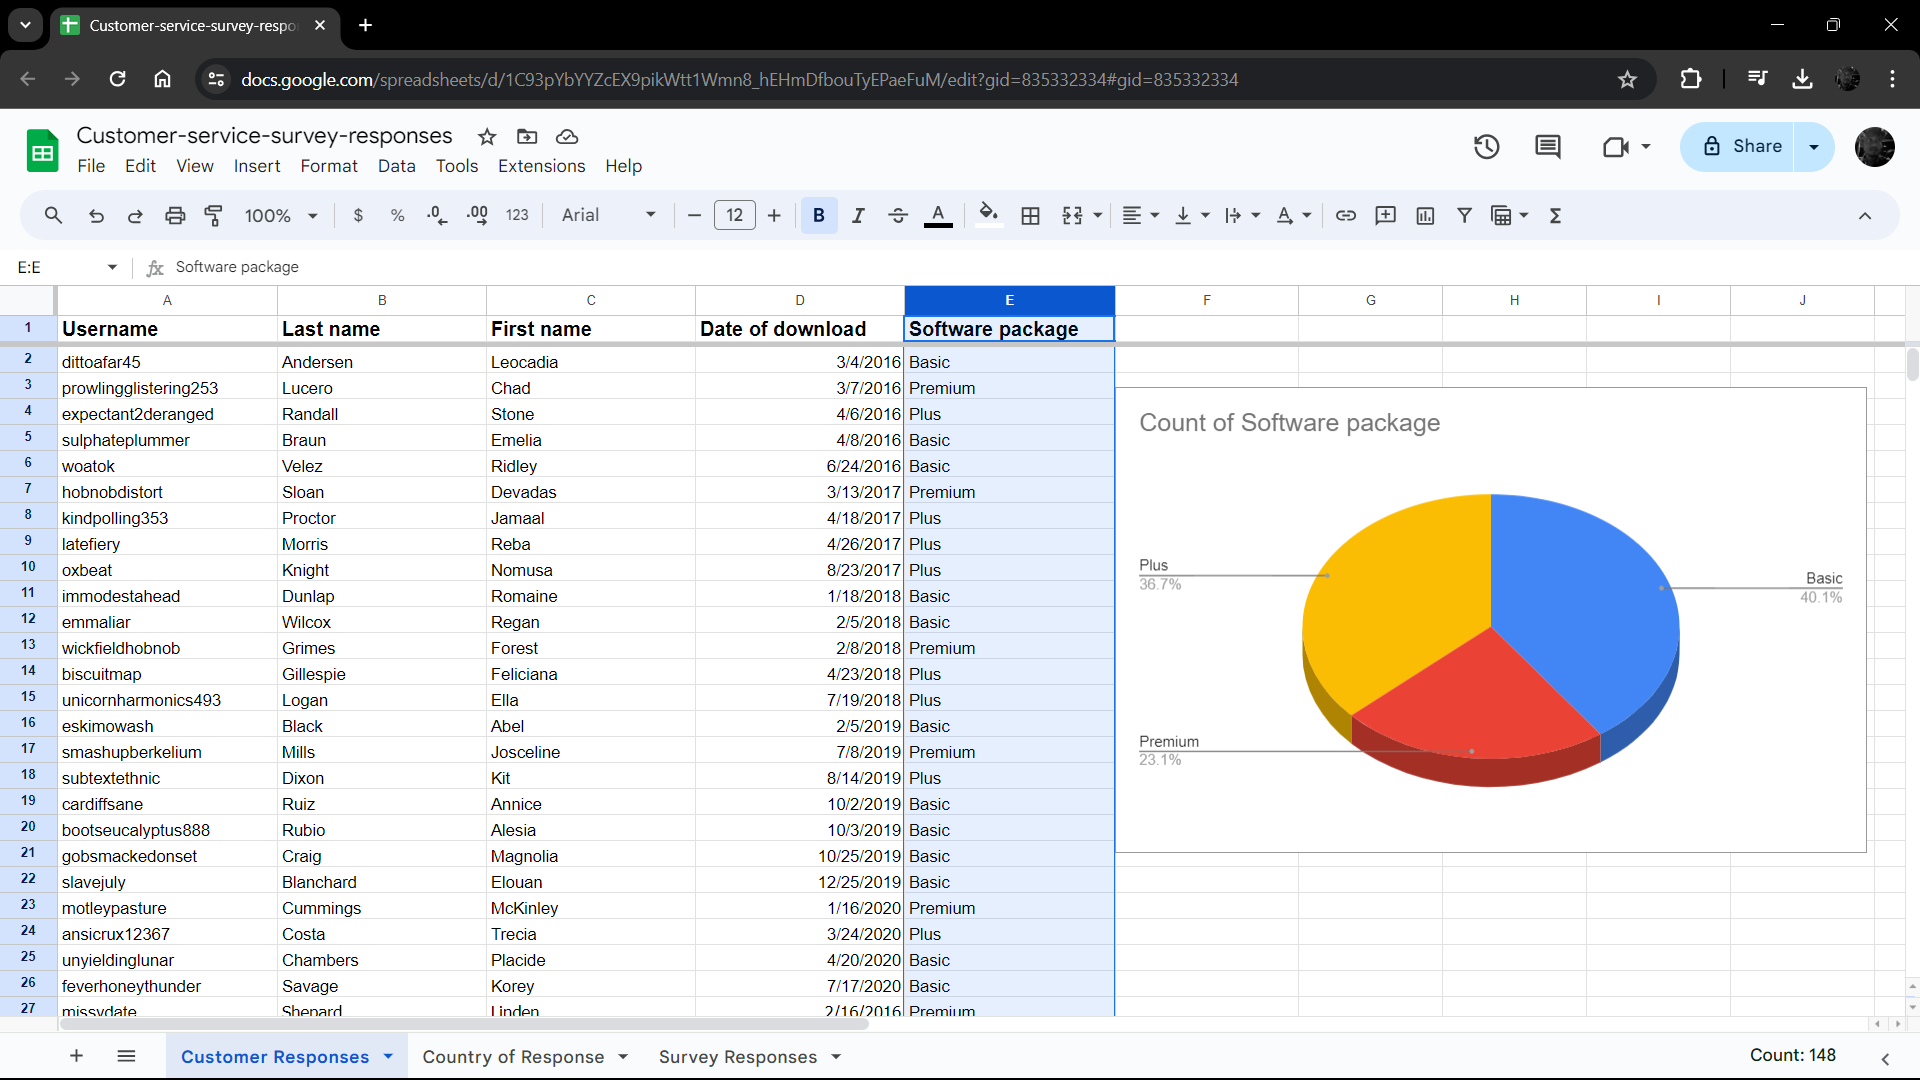 Customer-service-survey-respo
docs.google.com/spreadsheets/d/1C93pYbYYZcEX9pikWtt1Wmn8_hEHmDfbouTyEPaeFuM/edit?gid=835332334#gid=835332334
Customer-service-survey-responses
File Edit View Insert Format Data Tools Extensions Help
Share
100% $ % .0 .00 123 Arial 12 B I A
E:E fx Software package
A B C D E F G H I J
1 Username Last name First name Date of download Software package
2 dittoafar45 Andersen Leocadia 3/4/2016 Basic
3 prowlingglistering253 Lucero Chad 3/7/2016 Premium
4 expectant2deranged Randall Stone 4/6/2016 Plus
5 sulphateplummer Braun Emelia 4/8/2016 Basic
6 woatok Velez Ridley 6/24/2016 Basic
7 hobnobdistort Sloan Devadas 3/13/2017 Premium
8 kindpolling353 Proctor Jamaal 4/18/2017 Plus
9 latefiery Morris Reba 4/26/2017 Plus
10 oxbeat Knight Nomusa 8/23/2017 Plus
11 immodestahead Dunlap Romaine 1/18/2018 Basic
12 emmaliar Wilcox Regan 2/5/2018 Basic
13 wickfieldhobnob Grimes Forest 2/8/2018 Premium
14 biscuitmap Gillespie Feliciana 4/23/2018 Plus
15 unicornharmonics493 Logan Ella 7/19/2018 Plus
16 eskimowash Black Abel 2/5/2019 Basic
17 smashupberkelium Mills Josceline 7/8/2019 Premium
18 subtextethnic Dixon Kit 8/14/2019 Plus
19 cardiffsane Ruiz Annice 10/2/2019 Basic
20 bootseucalyptus888 Rubio Alesia 10/3/2019 Basic
21 gobsmackedonset Craig Magnolia 10/25/2019 Basic
22 slavejuly Blanchard Elouan 12/25/2019 Basic
23 motleypasture Cummings McKinley 1/16/2020 Premium
24 ansicrux12367 Costa Trecia 3/24/2020 Plus
25 unyieldinglunar Chambers Placide 4/20/2020 Basic
26 feverhoneythunder Savage Korey 7/17/2020 Basic
27 missydate Shepard Linden 2/16/2016 Premium
Count of Software package
Plus
36.7%
Basic
40.1%
Premium
23.1%
Customer Responses Country of Response Survey Responses Count: 148